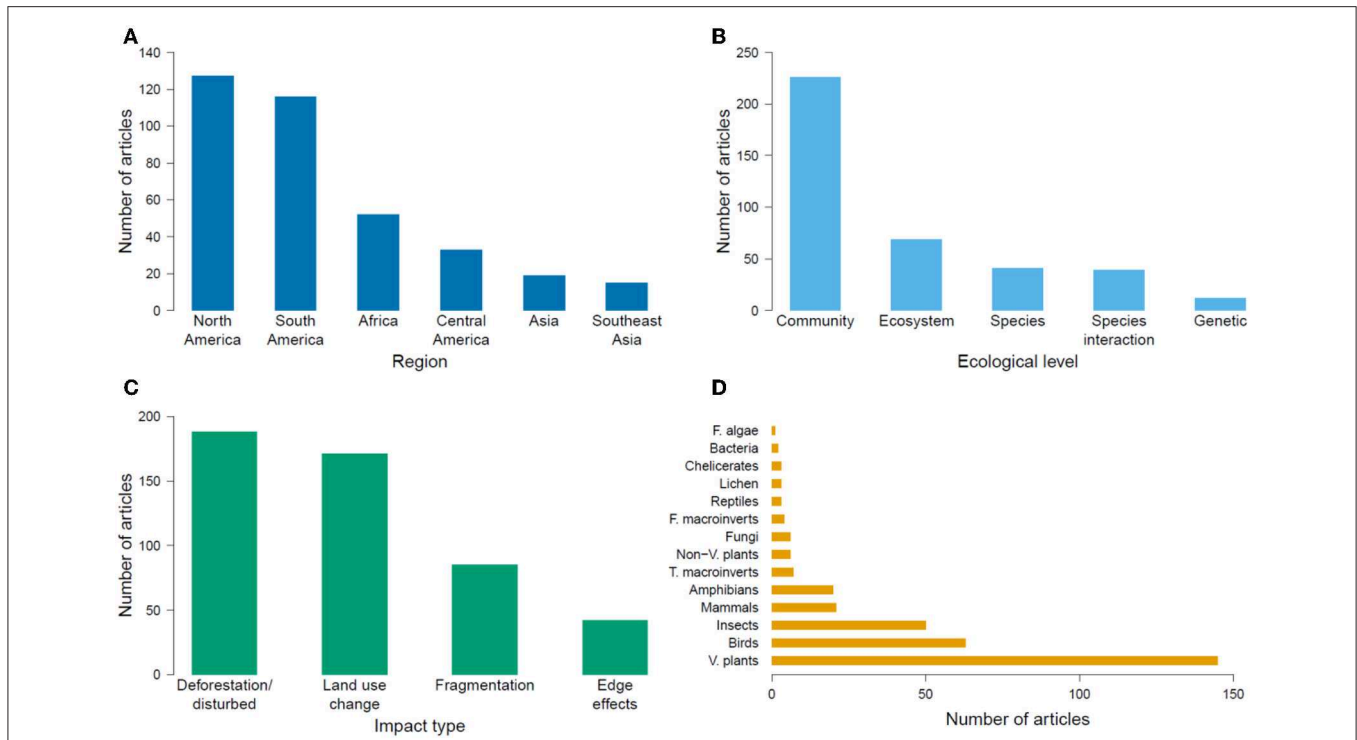 A
Number of articles
140
120
100
80
60
40
20
0
North
America
South
America
Africa
Central
America
Asia
Southeast
Asia
Region
B
Number of articles
250
200
150
100
50
0
Community
Ecosystem
Species
Species
interaction
Genetic
Ecological level
C
Number of articles
200
150
100
50
0
Deforestation/
disturbed
Land use
change
Fragmentation
Edge
effects
Impact type
D
F. algae
Bacteria
Chelicerates
Lichen
Reptiles
F. macroinverts
Fungi
Non−V. plants
T. macroinverts
Amphibians
Mammals
Insects
Birds
V. plants
0
50
100
150
Number of articles